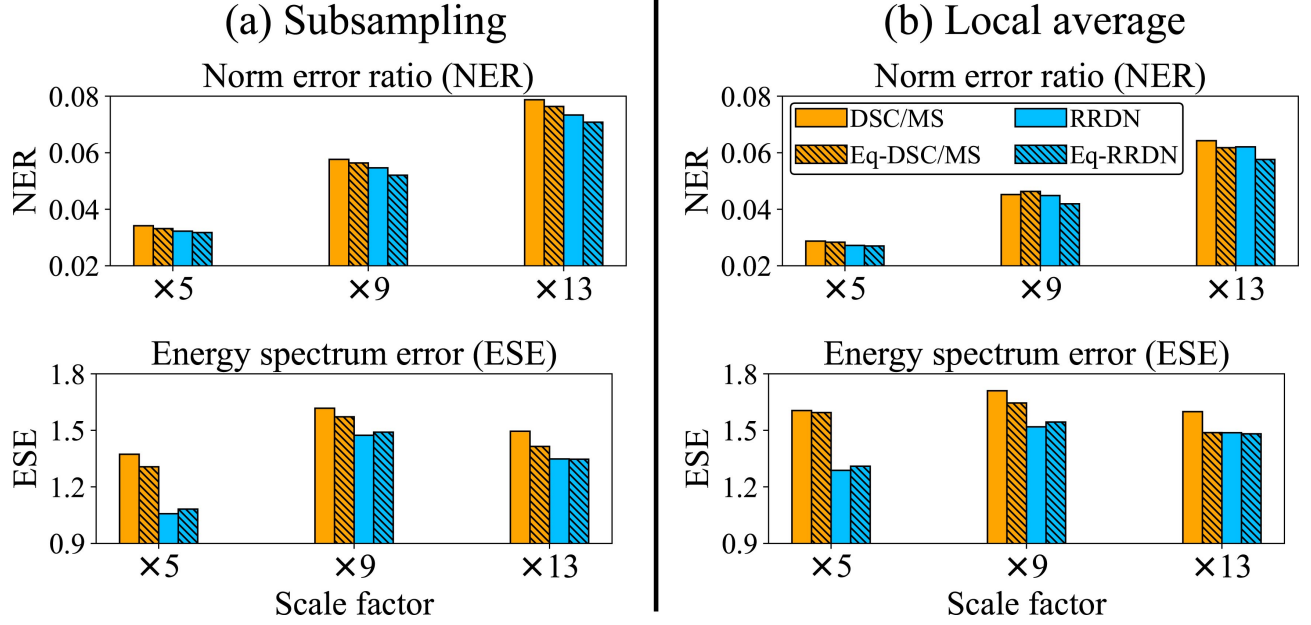 (a) Subsampling
Norm error ratio (NER)
NER
0.08
0.06
0.04
0.02
×5 ×9 ×13
Energy spectrum error (ESE)
ESE
1.8
1.5
1.2
0.9
×5 ×9 ×13
Scale factor
(b) Local average
Norm error ratio (NER)
NER
0.08
0.06
0.04
0.02
DSC/MS RRDN
Eq-DSC/MS Eq-RRDN
×5 ×9 ×13
Energy spectrum error (ESE)
ESE
1.8
1.5
1.2
0.9
×5 ×9 ×13
Scale factor